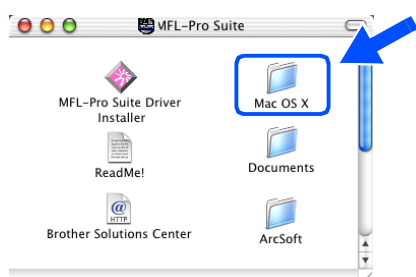 MFL-Pro Suite
MFL-Pro Suite Driver
Installer
Mac OS X
ReadMe!
Documents
@
HTTP
Brother Solutions Center
ArcSoft